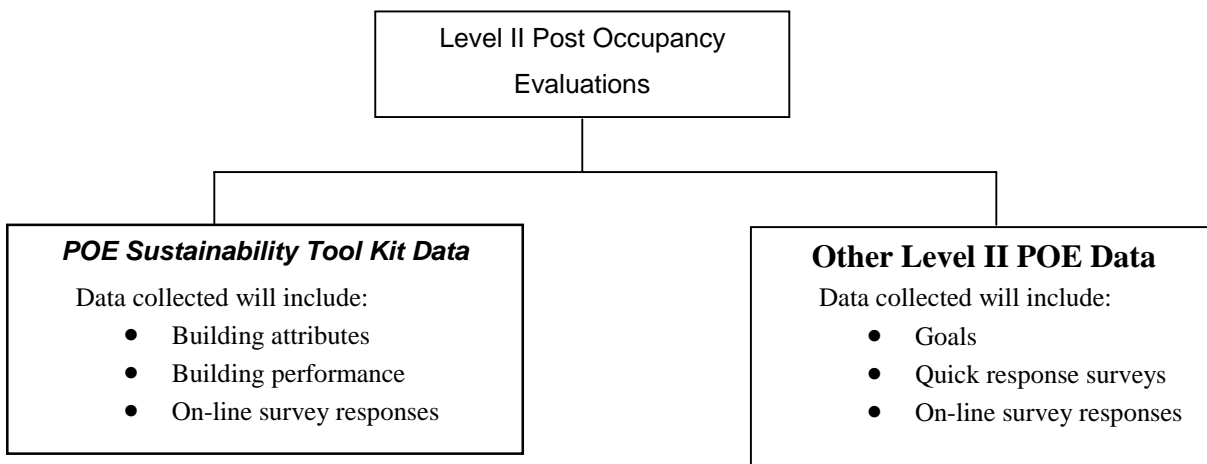 Level II Post Occupancy
Evaluations
POE Sustainability Tool Kit Data
Data collected will include:
• Building attributes
• Building performance
• On-line survey responses
Other Level II POE Data
Data collected will include:
• Goals
• Quick response surveys
• On-line survey responses